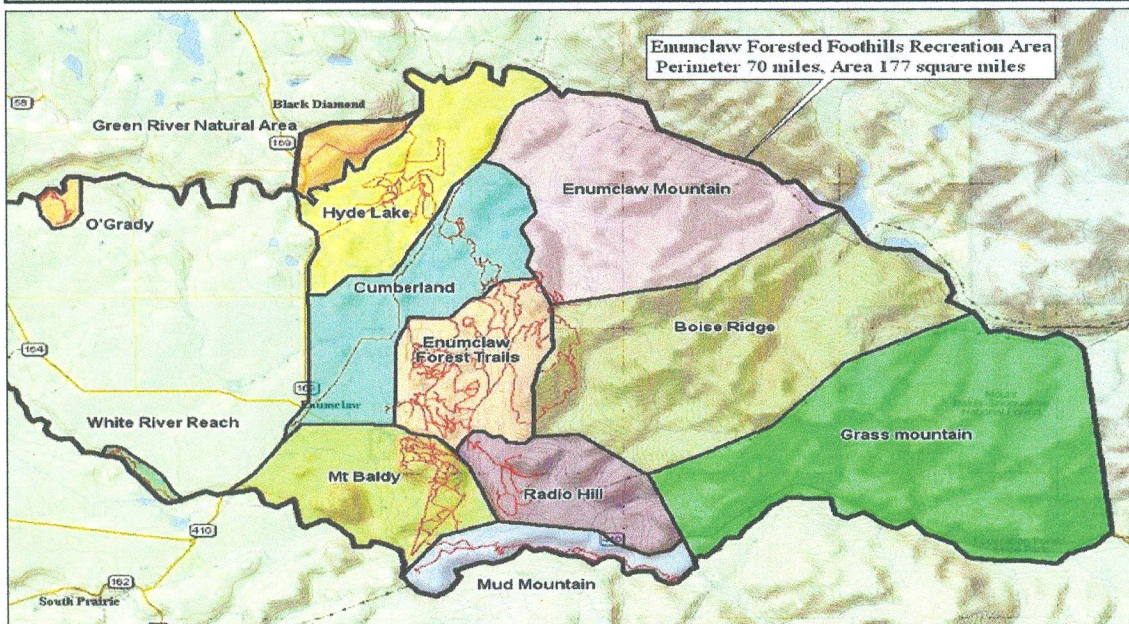 Enumclaw Forested Foothills Recreation Area
Perimeter 70 miles, Area 177 square miles
58
Black Diamond
Green River Natural Area
169
Enumclaw Mountain
O'Grady
Hyde Lake
Cumberland
Boise Ridge
Enumclaw
Forest Trails
164
Enumclaw
White River Reach
Grass mountain
Mt Baldy
Radio Hill
410
Mud Mountain
162
South Prairie